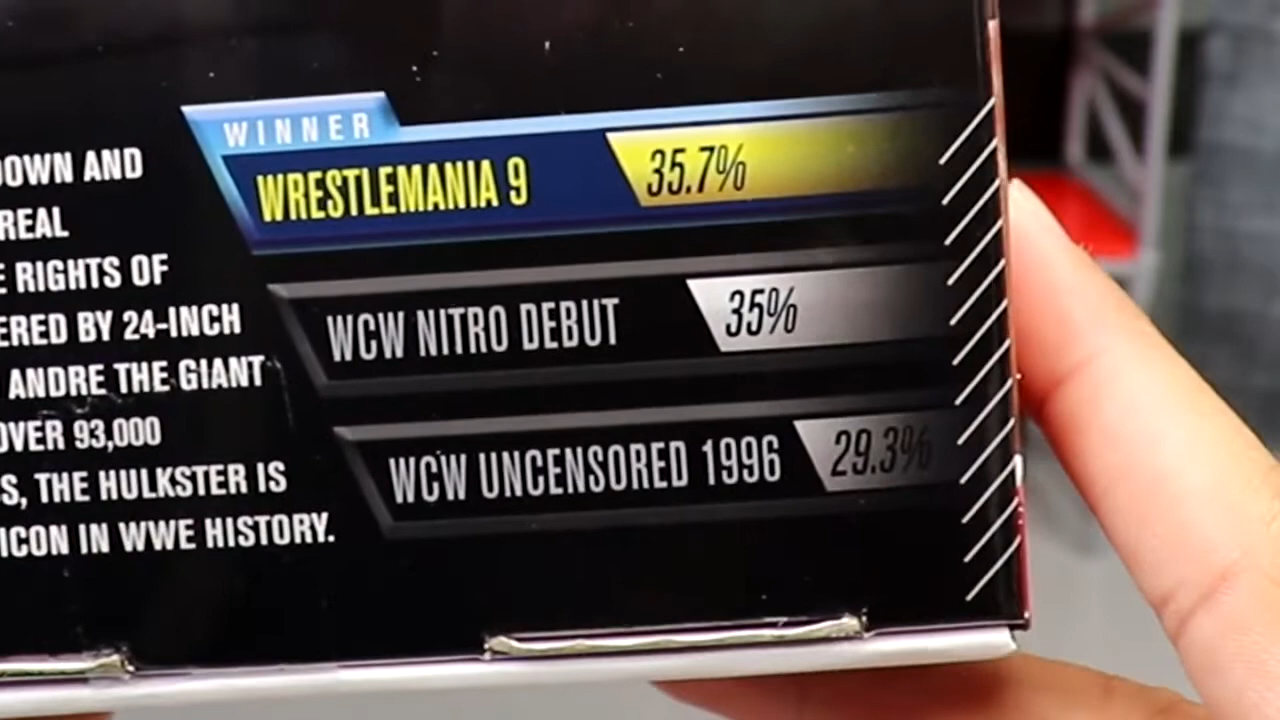 DOWN AND
REAL
RIGHTS OF
ERED BY 24-INCH
ANDRE THE GIANT
OVER 93,000
S, THE HULKSTER IS
ICON IN WWE HISTORY.
WINNER
WRESTLEMANIA 9 35.7%
WCW NITRO DEBUT 35%
WCW UNCENSORED 1996 29.3%